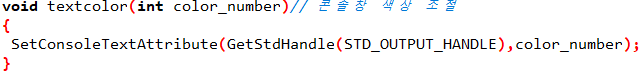 void textcolor(int color_number)// 콘솔창 색상 조절
{
 SetConsoleTextAttribute(GetStdHandle(STD_OUTPUT_HANDLE),color_number);
}